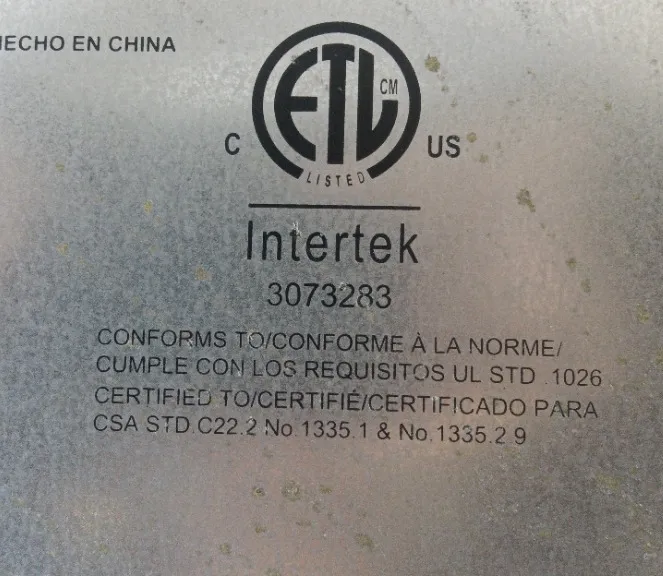 HECHO EN CHINA
ETL CM
C US
LISTED
Intertek
3073283
CONFORMS TO/CONFORME À LA NORME/
CUMPLE CON LOS REQUISITOS UL STD .1026
CERTIFIED TO/CERTIFIÉ/CERTIFICADO PARA
CSA STD.C22.2 No.1335.1 & No.1335.2.9